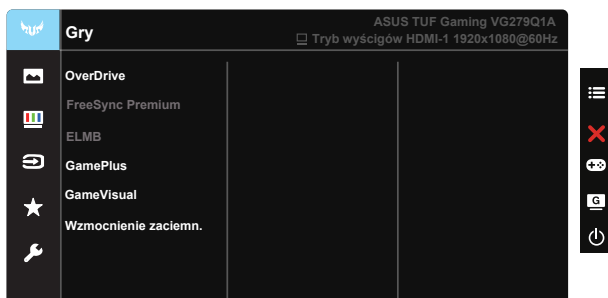 Gry
ASUS TUF Gaming VG279Q1A
Tryb wyścigów HDMI-1 1920x1080@60Hz
OverDrive
FreeSync Premium
ELMB
GamePlus
GameVisual
Wzmocnienie zaciemn.
G